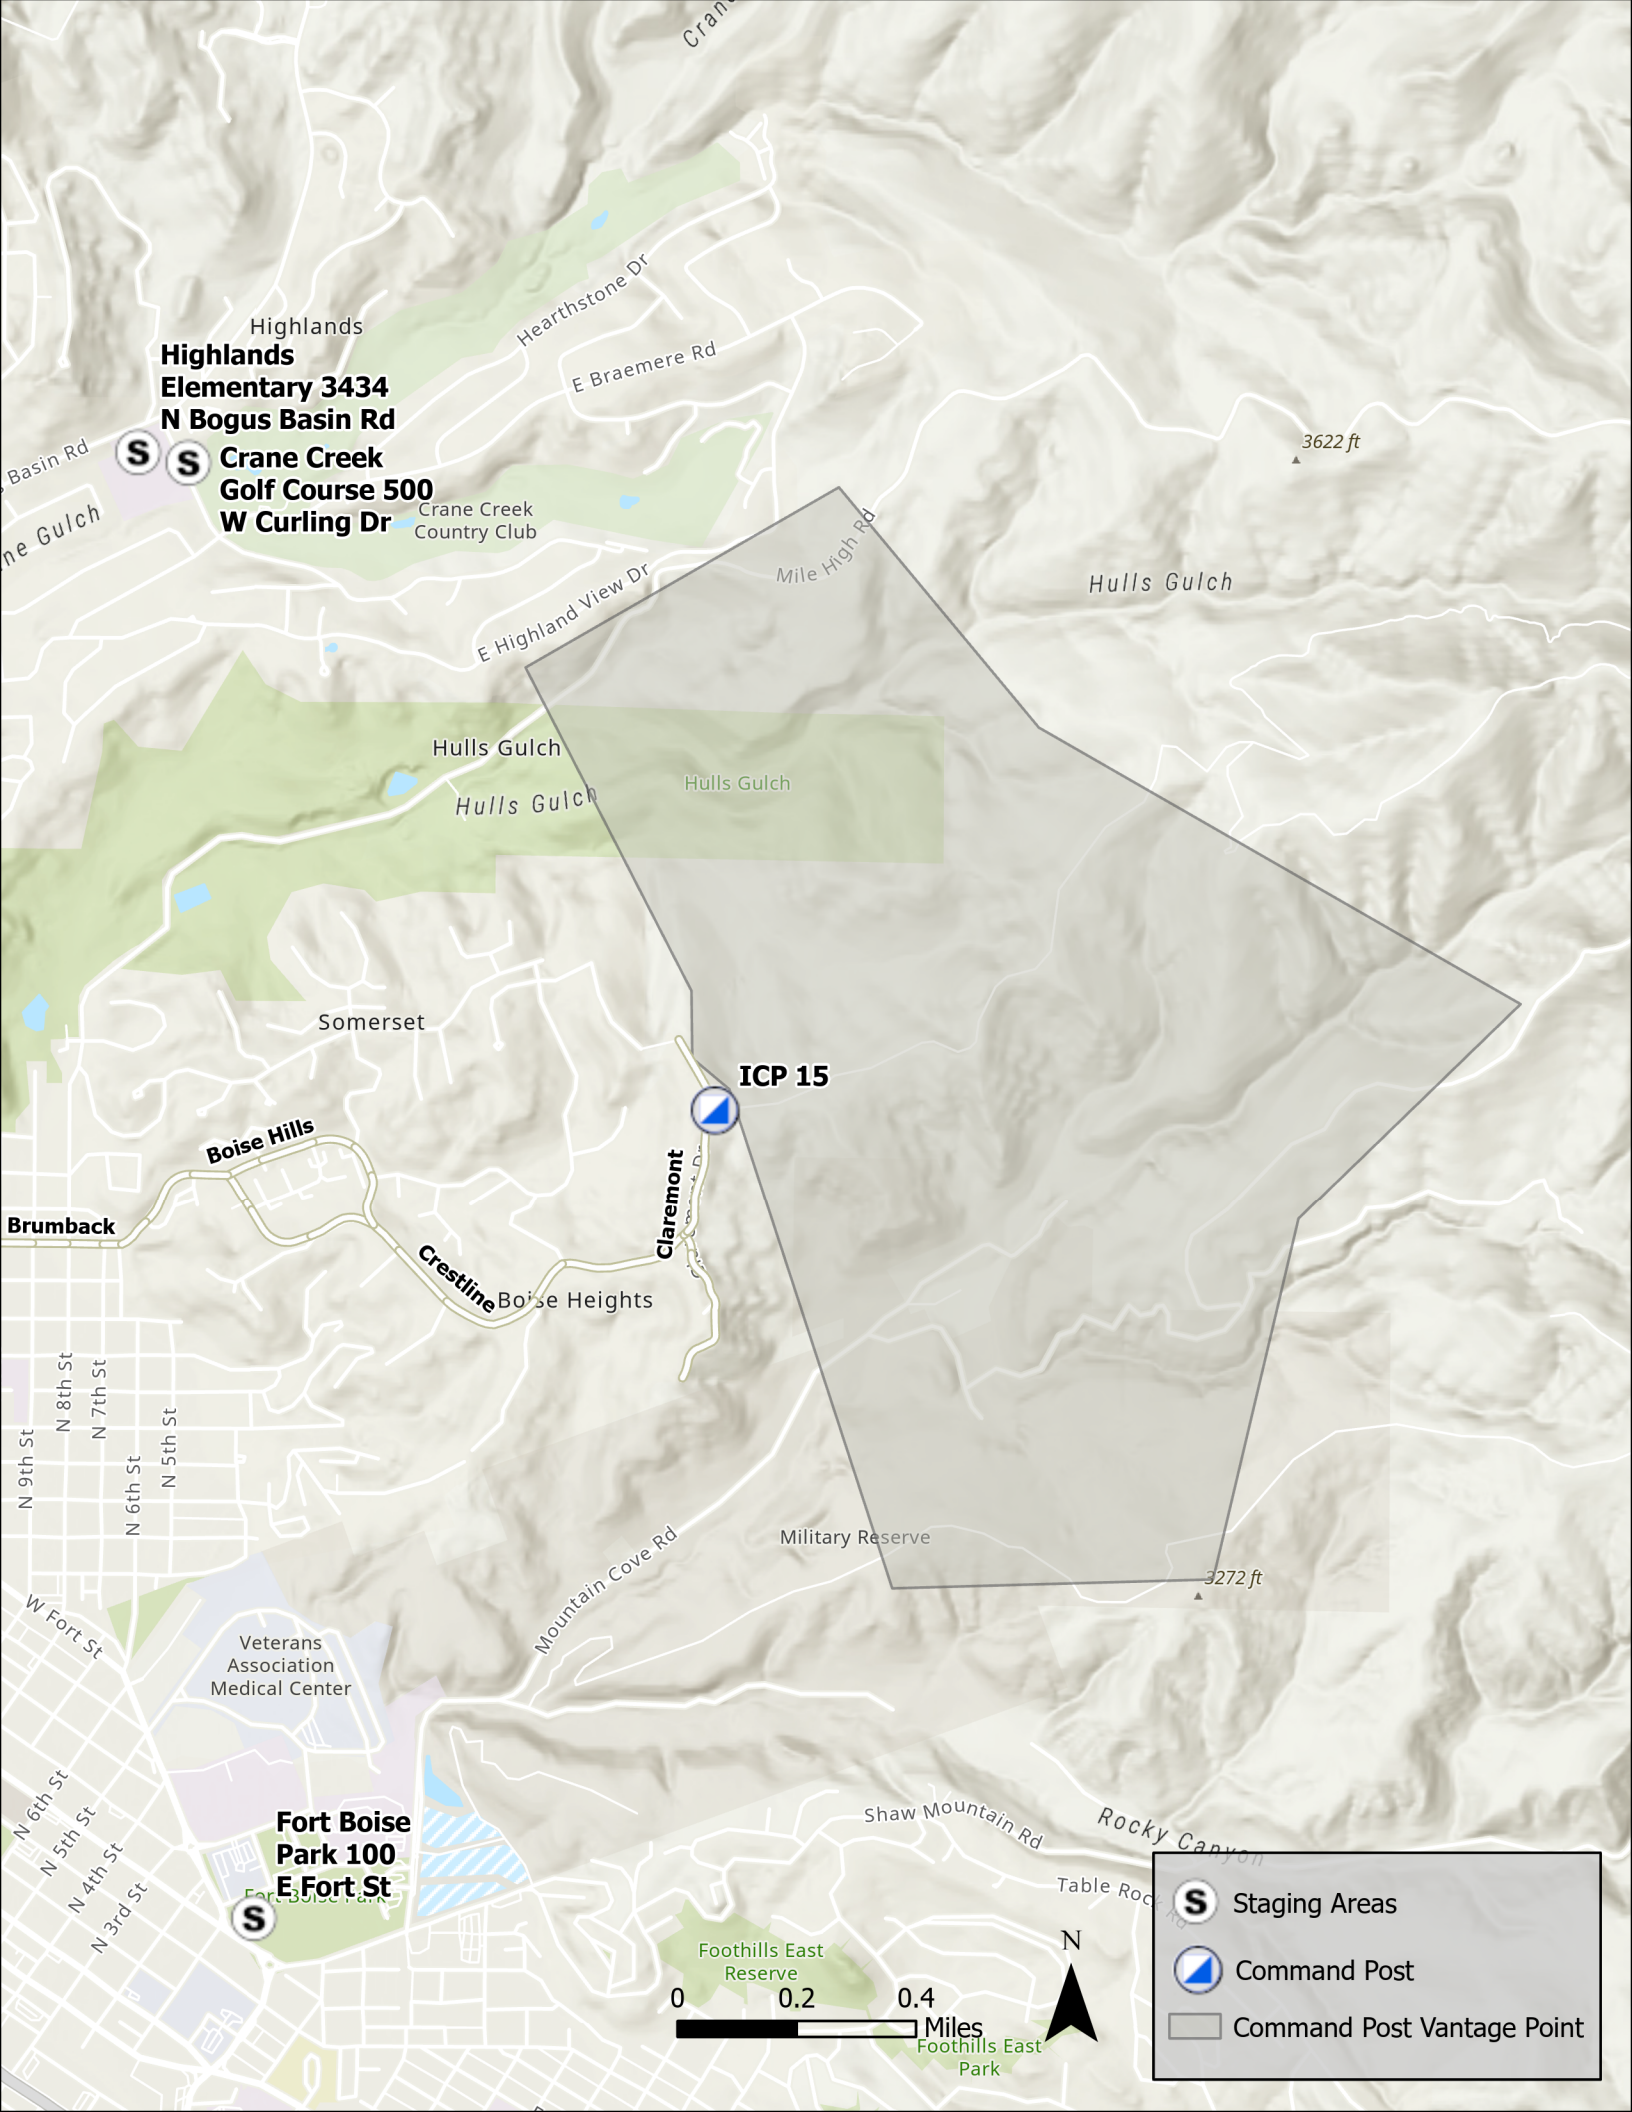 Highlands
Highlands
Elementary 3434
N Bogus Basin Rd
Basin Rd
Crane Creek
Golf Course 500
W Curling Dr
Crane Creek
Country Club
Hearthstone Dr
E Braemere Rd
3622 ft
Mile High Rd
Hulls Gulch
E Highland View Dr
Hulls Gulch
Hulls Gulch
Hulls Gulch
Somerset
ICP 15
Boise Hills
Brumback
Claremont
Crestline
Boise Heights
N 8th St
N 7th St
N 9th St
N 5th St
N 6th St
Military Reserve
Mountain Cove Rd
3272 ft
W Fort St
Veterans
Association
Medical Center
N 6th St
N 5th St
N 4th St
N 3rd St
Fort Boise
Park 100
E Fort St
Fort Boise Park
S
S
S
Shaw Mountain Rd
Rocky Canyon
Table Rock Rd
Foothills East
Reserve
Foothills East
Park
N
0 0.2 0.4
Miles
S Staging Areas
Command Post
Command Post Vantage Point